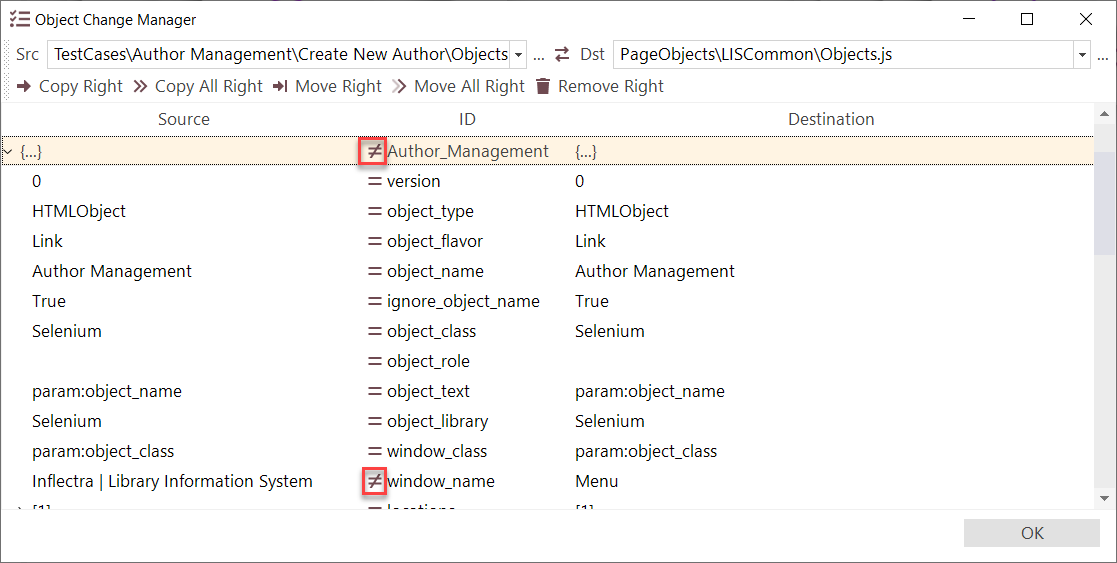 Object Change Manager
Src TestCases\Author Management\Create New Author\Objects ... Dst PageObjects\LISCommon\Objects.js ...
Copy Right Copy All Right Move Right Move All Right Remove Right
Source ID Destination
{...} ≠ Author_Management {...}
0 = version 0
HTMLObject = object_type HTMLObject
Link = object_flavor Link
Author Management = object_name Author Management
True = ignore_object_name True
Selenium = object_class Selenium
= object_role
param:object_name = object_text param:object_name
Selenium = object_library Selenium
param:object_class = window_class param:object_class
Inflectra | Library Information System ≠ window_name Menu
[1] = locations [1]
OK